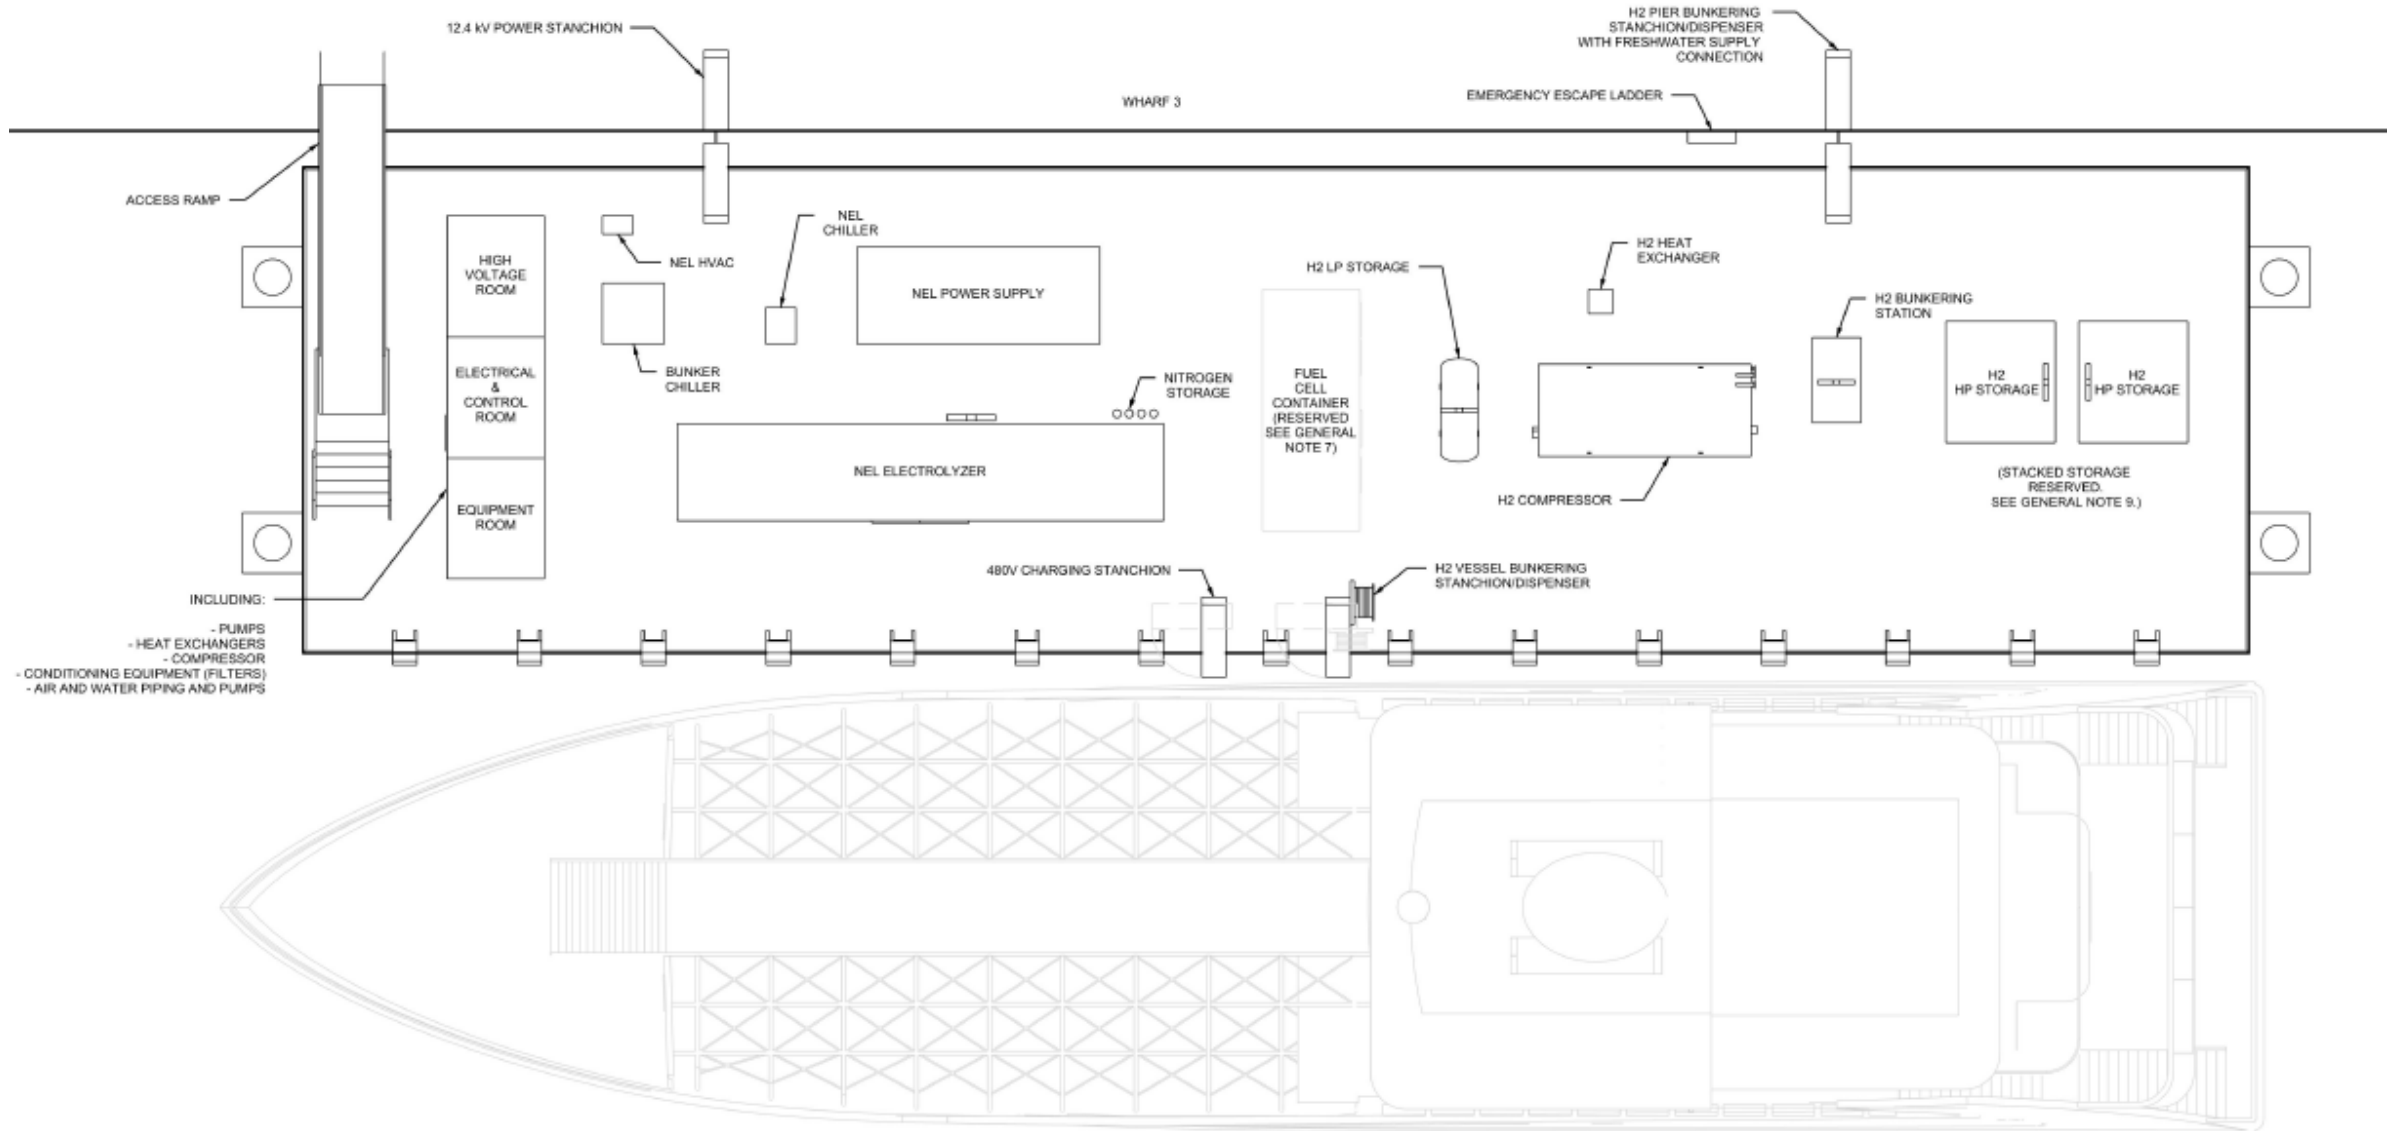 12.4 kV POWER STANCHION
H2 PIER BUNKERING
STANCHION/DISPENSER
WITH FRESHWATER SUPPLY
CONNECTION
WHARF 3
EMERGENCY ESCAPE LADDER
ACCESS RAMP
NEL
CHILLER
HIGH
VOLTAGE
ROOM
NEL HVAC
NEL POWER SUPPLY
H2 LP STORAGE
H2 HEAT
EXCHANGER
H2 BUNKERING
STATION
ELECTRICAL
&
CONTROL
ROOM
BUNKER
CHILLER
NITROGEN
STORAGE
FUEL
CELL
CONTAINER
(RESERVED
SEE GENERAL
NOTE 7)
H2
HP STORAGE
H2
HP STORAGE
NEL ELECTROLYZER
(STACKED STORAGE
RESERVED.
SEE GENERAL NOTE 9.)
H2 COMPRESSOR
EQUIPMENT
ROOM
480V CHARGING STANCHION
H2 VESSEL BUNKERING
STANCHION/DISPENSER
INCLUDING:
- PUMPS
- HEAT EXCHANGERS
- COMPRESSOR
- CONDITIONING EQUIPMENT (FILTERS)
- AIR AND WATER PIPING AND PUMPS